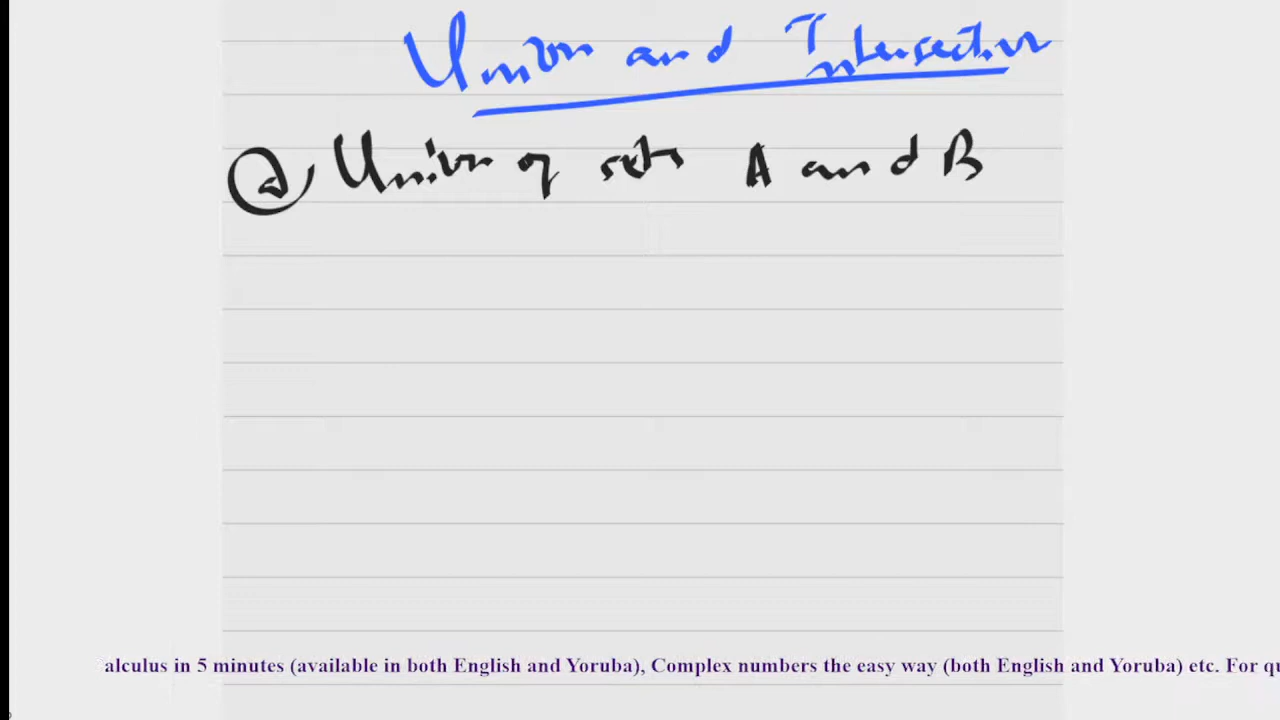 Union and Intersection
(a) Union of sets A and B
alculus in 5 minutes (available in both English and Yoruba), Complex numbers the easy way (both English and Yoruba) etc. For qu